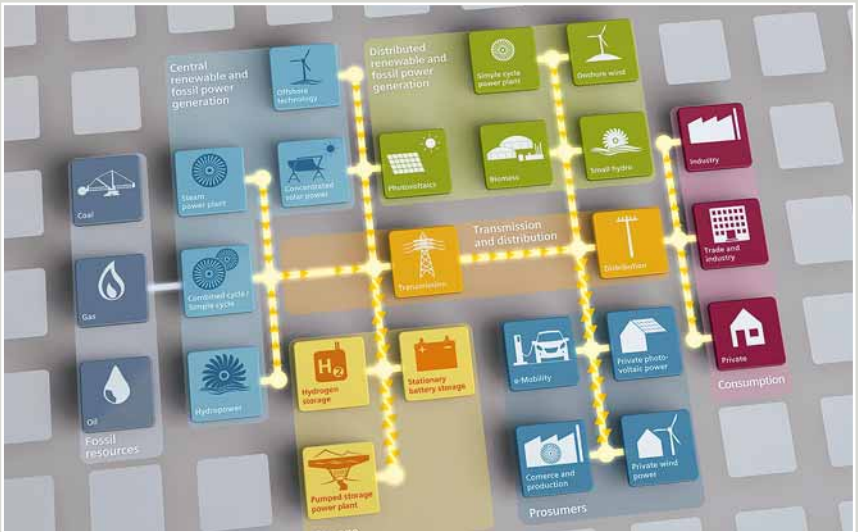 Central
renewable and
fossil power
generation
Offshore
technology
Steam
power plant
Concentrated
solar power
Combined cycle /
Simple cycle
Hydropower
Coal
Gas
Oil
Fossil
resources
Distributed
renewable and
fossil power
generation
Simple cycle
power plant
Onshore wind
Photovoltaics
Biomass
Small hydro
Transmission
and distribution
Transmission
Distribution
Industry
Trade and
industry
Private
Consumption
H2
Hydrogen
storage
Stationary
battery storage
Pumped storage
power plant
e-Mobility
Private photo-
voltaic power
Comerce and
production
Private wind
power
Prosumers